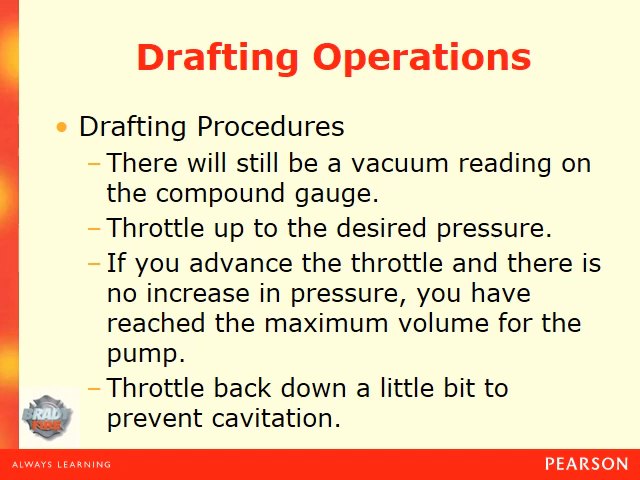 Drafting Operations
• Drafting Procedures
– There will still be a vacuum reading on
the compound gauge.
– Throttle up to the desired pressure.
– If you advance the throttle and there is
no increase in pressure, you have
reached the maximum volume for the
pump.
– Throttle back down a little bit to
prevent cavitation.
BRADY
FIRE
ALWAYS LEARNING
PEARSON